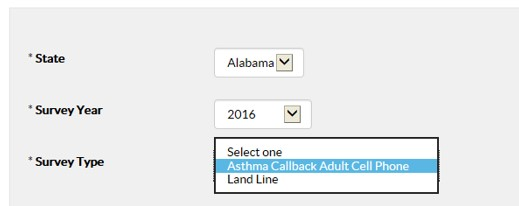 * State
Alabama
* Survey Year
2016
* Survey Type
Select one
Asthma Callback Adult Cell Phone
Land Line